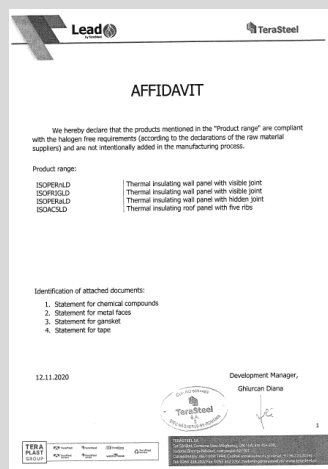 Lead
by TeraSteel
TeraSteel
AFFIDAVIT
We hereby declare that the products mentioned in the "Product range" are compliant
with the halogen free requirements (according to the declarations of the raw material
suppliers) and are not intentionally added in the manufacturing process.
Product range:
ISOPERnLD Thermal insulating wall panel with visible joint
ISOFRIGLD Thermal insulating wall panel with visible joint
ISOPERaLD Thermal insulating wall panel with hidden joint
ISOAC5LD Thermal insulating roof panel with five ribs
Identification of attached documents:
1. Statement for chemical compounds
2. Statement for metal faces
3. Statement for gansket
4. Statement for tape
12.11.2020
Development Manager,
Ghiurcan Diana
TeraSteel
S.A.
TERA
PLAST
GROUP
TERASTEEL SA